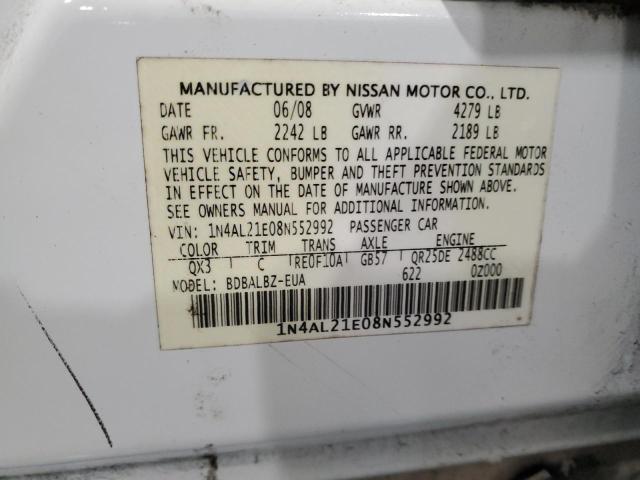 MANUFACTURED BY NISSAN MOTOR CO., LTD.
DATE 06/08 GVWR 4279 LB
GAWR FR. 2242 LB GAWR RR. 2189 LB
THIS VEHICLE CONFORMS TO ALL APPLICABLE FEDERAL MOTOR
VEHICLE SAFETY, BUMPER AND THEFT PREVENTION STANDARDS
IN EFFECT ON THE DATE OF MANUFACTURE SHOWN ABOVE.
SEE OWNERS MANUAL FOR ADDITIONAL INFORMATION.
VIN: 1N4AL21E08N552992 PASSENGER CAR
COLOR TRIM TRANS AXLE ENGINE
QX3 C RE0F10A GB57 QR25DE 2488CC
MODEL: BDBALBZ-EUA 622 0Z000
1N4AL21E08N552992